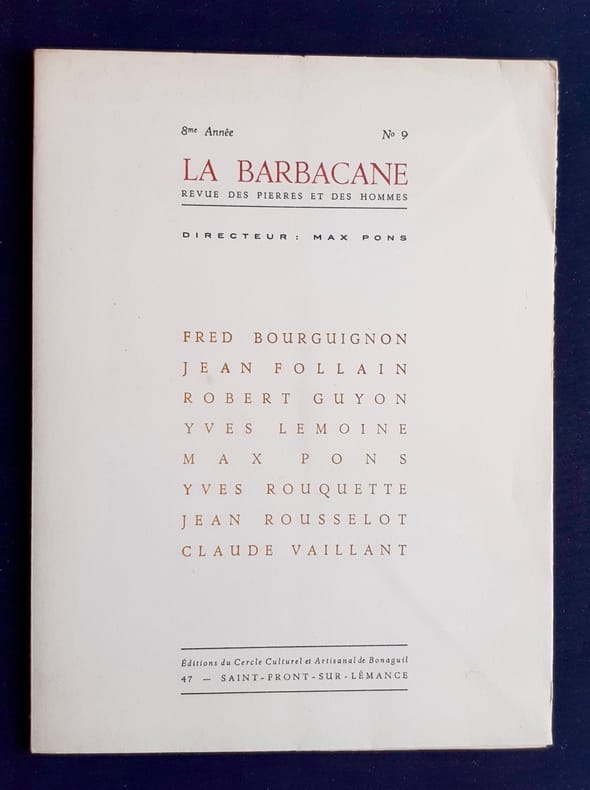 8me Année No 9
LA BARBACANE
REVUE DES PIERRES ET DES HOMMES
DIRECTEUR: MAX PONS
FRED BOURGUIGNON
JEAN FOLLAIN
ROBERT GUYON
YVES LEMOINE
MAX PONS
YVES ROUQUETTE
JEAN ROUSSELOT
CLAUDE VAILLANT
Éditions du Cercle Culturel et Artisanal de Bonaguil
47 — SAINT-FRONT-SUR-LÉMANCE